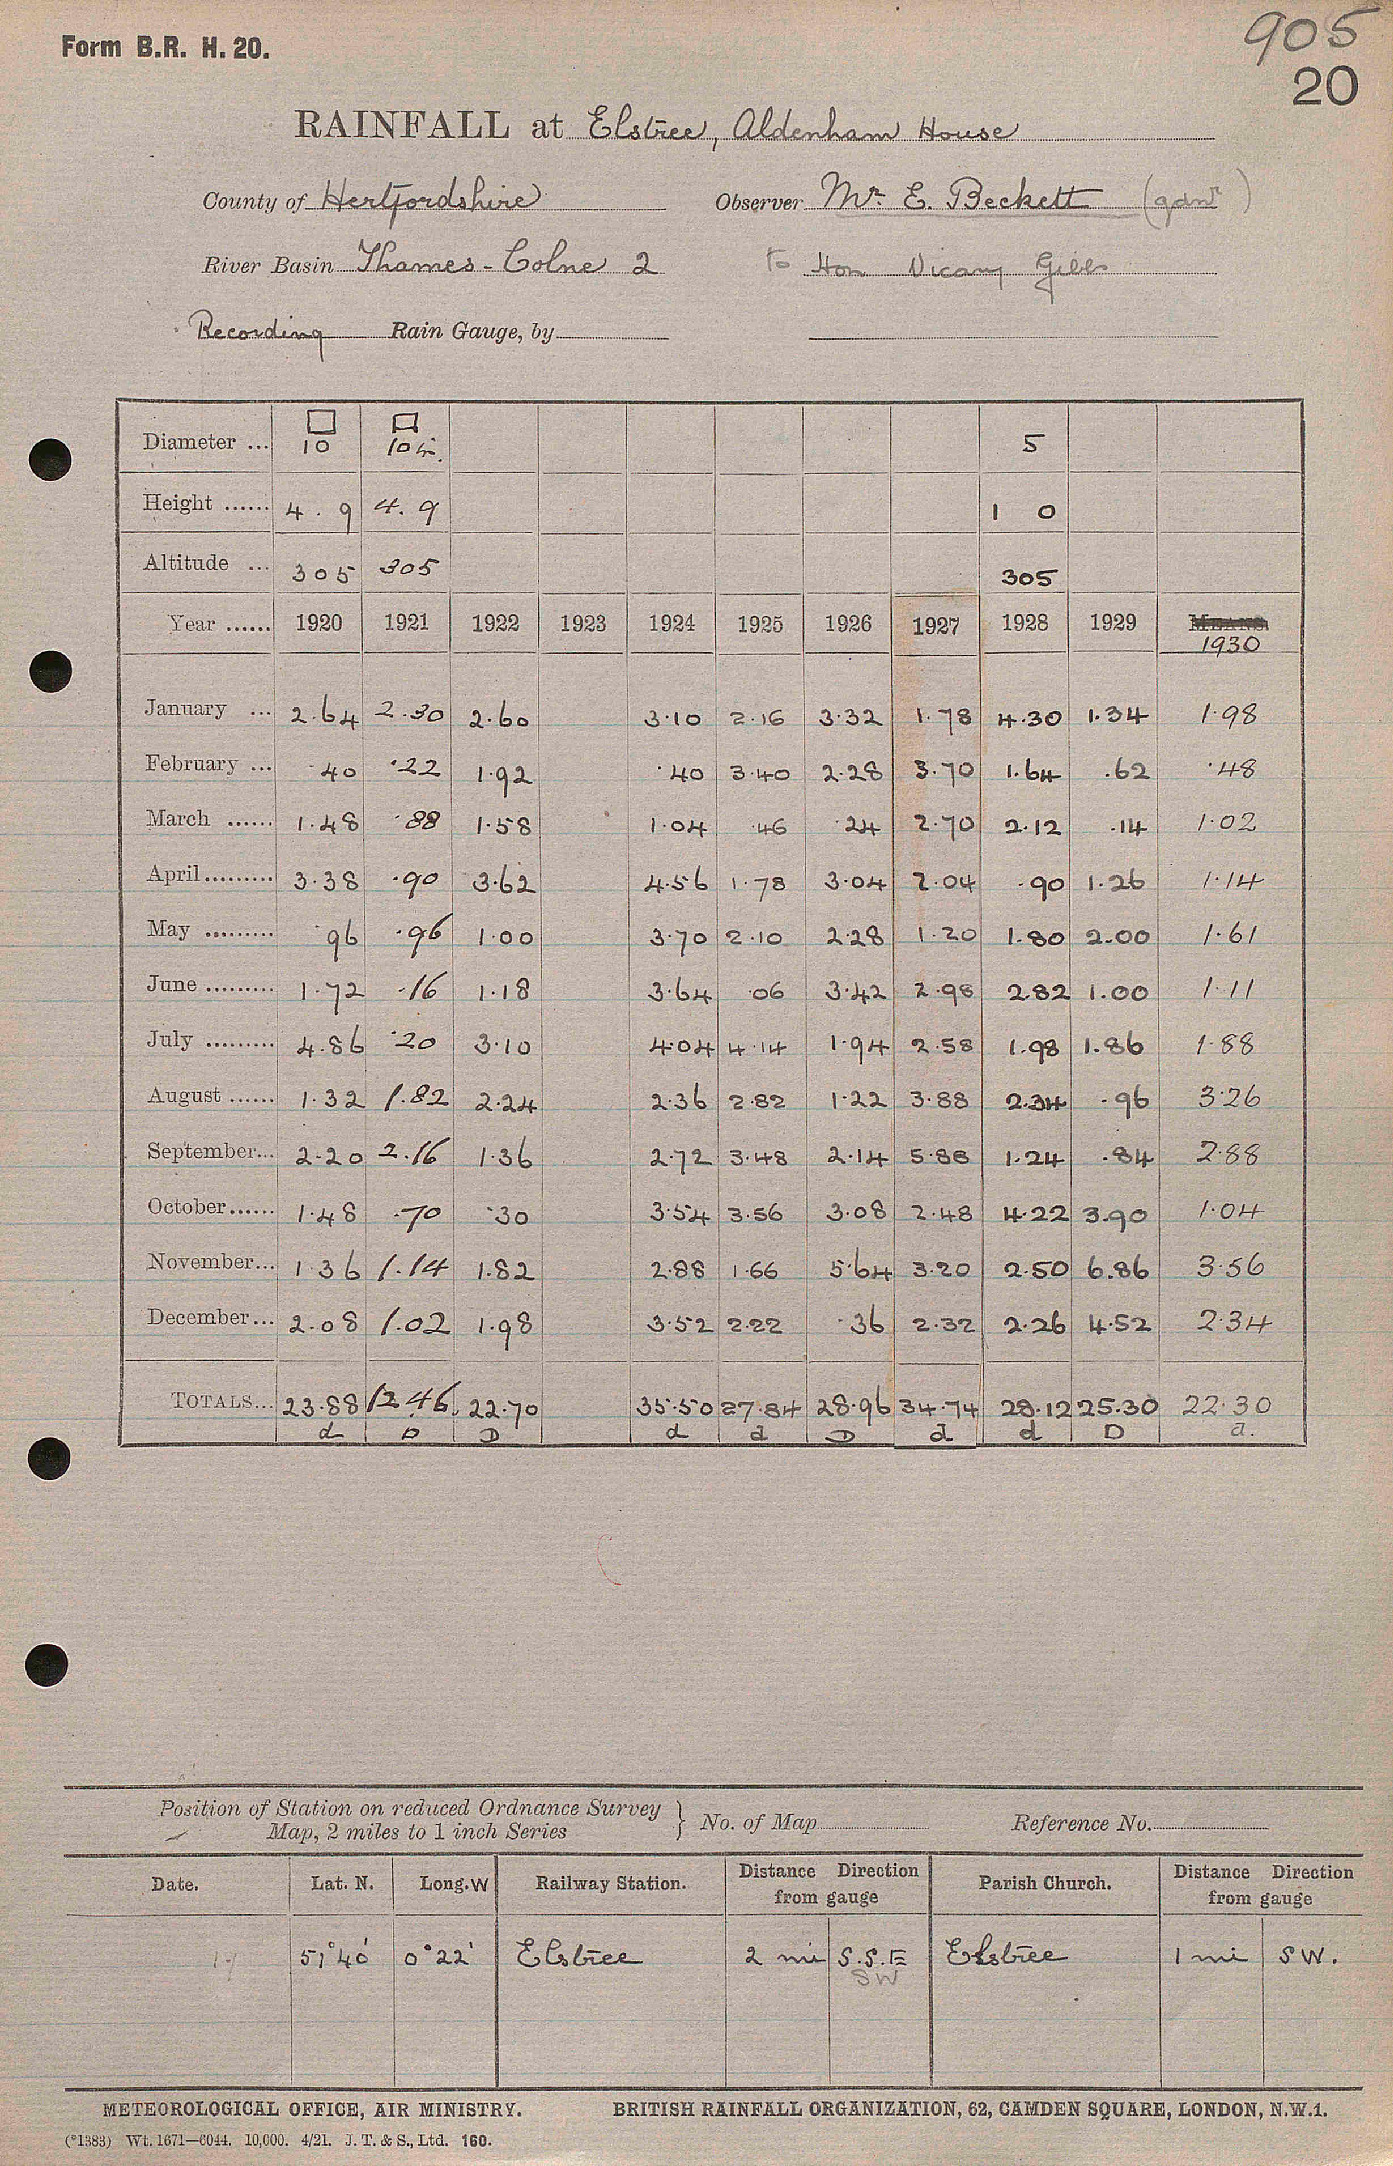 905
Form B.R. H. 20.
20
RAINFALL at Elstree, Aldenham House
County of Hertfordshire Observer Mr. E. Beckett (gdnr)
River Basin Thames - Colne 2 to Hon Vicary Gibbs
Recording Rain Gauge, by
Diameter ... 10 10 in. 5
Height ...... 4 . 9 4. 9 1 0
Altitude ... 305 305 305
Year ...... 1920 1921 1922 1923 1924 1925 1926 1927 1928 1929 MEANS. 1930
January ... 2.64 2.30 2.60 3.10 2.16 3.32 1.78 4.30 1.34 1.98
February ... .40 .22 1.92 .40 3.40 2.28 3.70 1.64 .62 .48
March ...... 1.48 .88 1.58 1.04 .46 .24 2.70 2.12 .14 1.02
April ......... 3.38 .90 3.62 4.56 1.78 3.04 2.04 .90 1.26 1.14
May ......... .96 .96 1.00 3.70 2.10 2.28 1.20 1.80 2.00 1.61
June ......... 1.72 .16 1.18 3.64 .06 3.42 2.98 2.82 1.00 1.11
July ......... 4.86 .20 3.10 4.04 4.14 1.94 2.58 1.98 1.86 1.88
August ...... 1.32 1.82 2.24 2.36 2.82 1.22 3.88 2.34 .96 3.26
September... 2.20 2.16 1.36 2.72 3.48 2.14 5.88 1.24 .84 2.88
October ...... 1.48 .70 .30 3.54 3.56 3.08 2.48 4.22 3.90 1.04
November... 1.36 1.14 1.82 2.88 1.66 5.64 3.20 2.50 6.86 3.56
December... 2.08 1.02 1.98 3.52 2.22 .36 2.32 2.26 4.52 2.34
TOTALS... 23.88 12.46 22.70 35.50 27.84 28.96 34.74 28.12 25.30 22.30
d D D d d D d d D d.
Position of Station on reduced Ordnance Survey
Map, 2 miles to 1 inch Series } No. of Map Reference No.
Date. Lat. N. Long. W Railway Station. Distance Direction from gauge Parish Church. Distance Direction from gauge
51°40' 0°22' Elstree 2 mi S.S.E Elstree 1 mi SW.
SW
METEOROLOGICAL OFFICE, AIR MINISTRY. BRITISH RAINFALL ORGANIZATION, 62, CAMDEN SQUARE, LONDON, N.W.1.
(*1383) Wt. 1671—6044. 10,000. 4/21. J. T. & S., Ltd. 160.